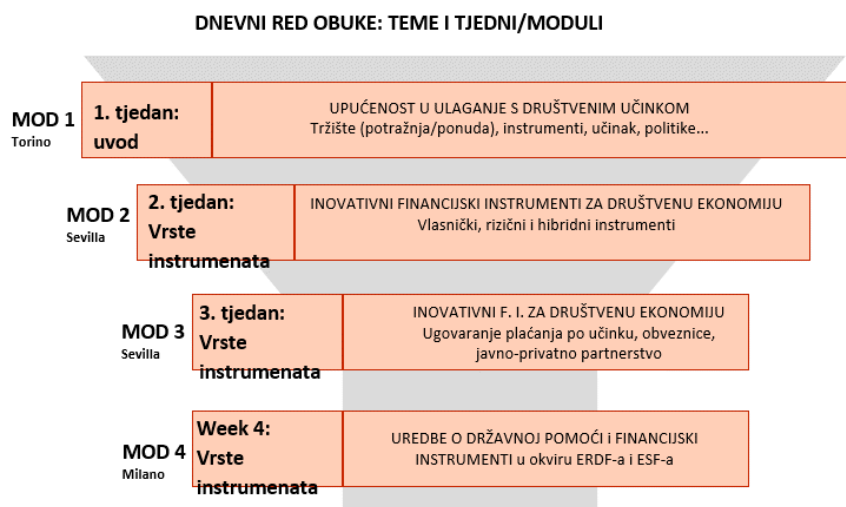 DNEVNI RED OBUKE: TEME I TJEDNI/MODULI
MOD 1
Torino
1. tjedan:
uvod
UPUĆENOST U ULAGANJE S DRUŠTVENIM UČINKOM
Tržište (potražnja/ponuda), instrumenti, učinak, politike...
MOD 2
Sevilla
2. tjedan:
Vrste
instrumenata
INOVATIVNI FINANCIJSKI INSTRUMENTI ZA DRUŠTVENU EKONOMIJU
Vlasnički, rizični i hibridni instrumenti
MOD 3
Sevilla
3. tjedan:
Vrste
instrumenata
INOVATIVNI F. I. ZA DRUŠTVENU EKONOMIJU
Ugovaranje plaćanja po učinku, obveznice,
javno-privatno partnerstvo
MOD 4
Milano
Week 4:
Vrste
instrumenata
UREDBE O DRŽAVNOJ POMOĆI i FINANCIJSKI
INSTRUMENTI u okviru ERDF-a i ESF-a